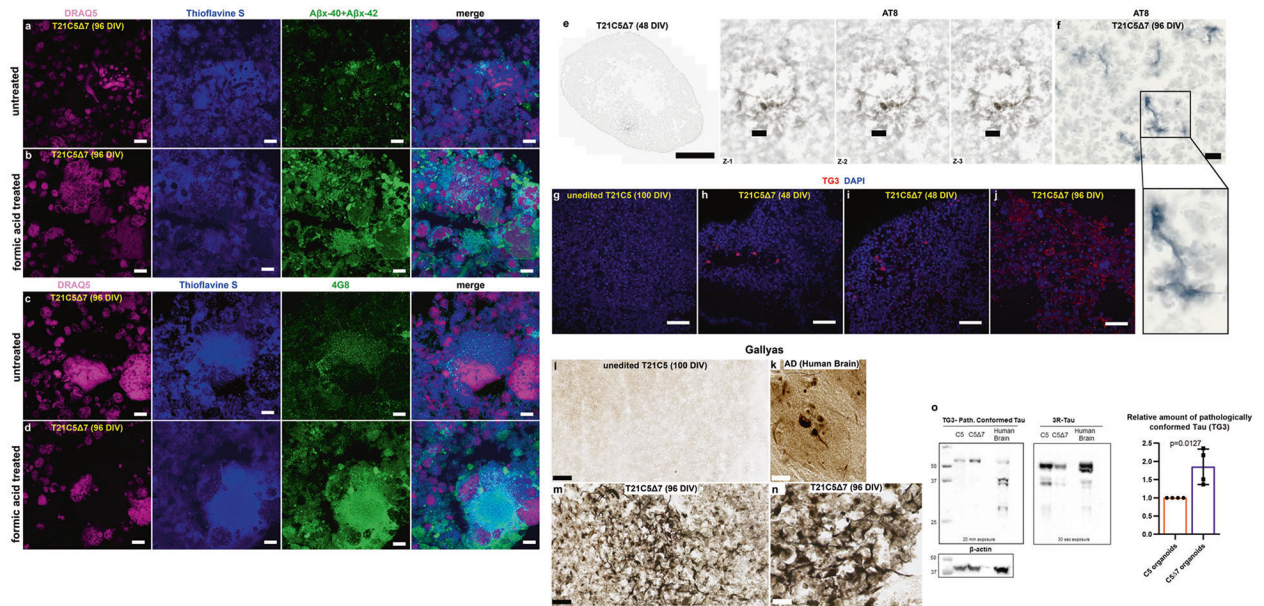 DRAQ5 Thioflavine S Aβx-40+Aβx-42 merge
a T21C5Δ7 (96 DIV)
untreated
b T21C5Δ7 (96 DIV)
formic acid treated
DRAQ5 Thioflavine S 4G8 merge
c T21C5Δ7 (96 DIV)
untreated
d T21C5Δ7 (96 DIV)
formic acid treated
AT8 AT8
e T21C5Δ7 (48 DIV) f T21C5Δ7 (96 DIV)
Z-1 Z-2 Z-3
TG3 DAPI
g unedited T21C5 (100 DIV) h T21C5Δ7 (48 DIV) i T21C5Δ7 (48 DIV) j T21C5Δ7 (96 DIV)
Gallyas
l unedited T21C5 (100 DIV) k AD (Human Brain)
m T21C5Δ7 (96 DIV) n T21C5Δ7 (96 DIV)
o
TG3- Path. Conformed Tau
C5 C5Δ7 Human
Brain
50
37
25
20 min exposure
β-actin
50
37
3R-Tau
C5 C5Δ7 Human
Brain
30 sec exposure
Relative amount of pathologically
conformed Tau (TG3)
p=0.0127
2.5
2.0
1.5
1.0
0.5
0.0
C5 organoids
C5Δ7 organoids